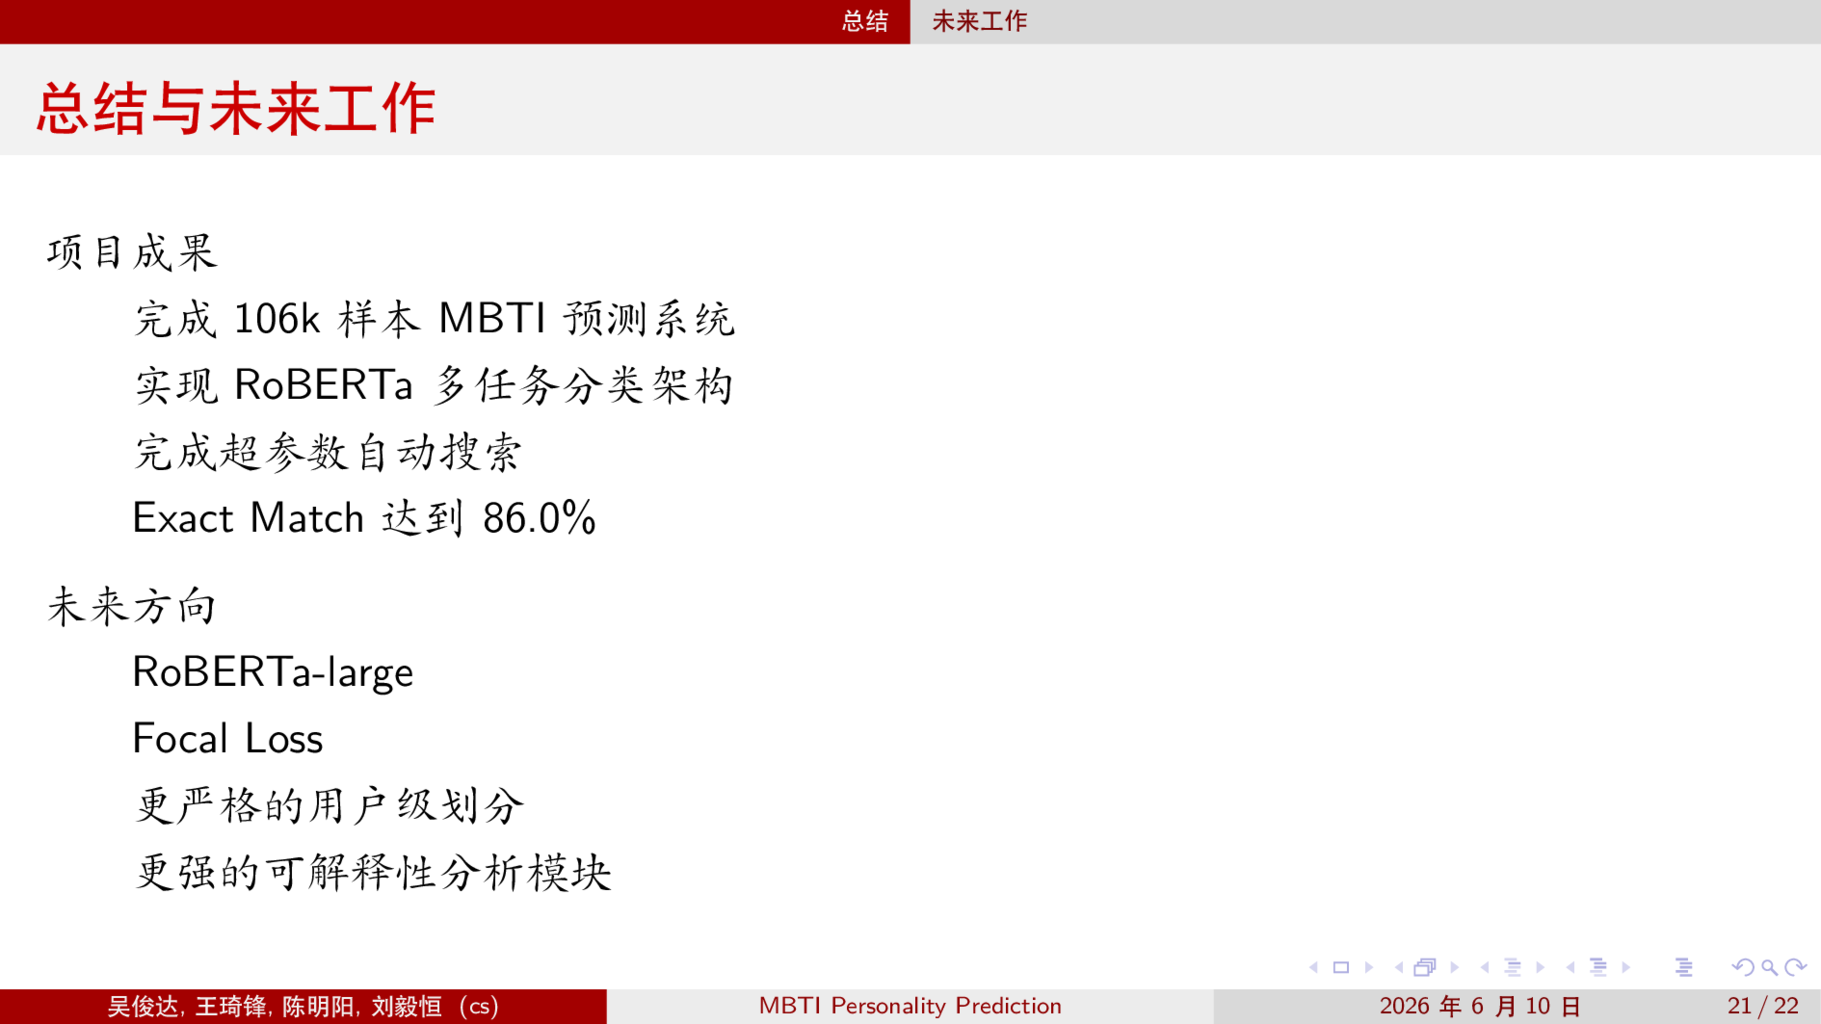 总结 未来工作
总结与未来工作
项目成果
完成 106k 样本 MBTI 预测系统
实现 RoBERTa 多任务分类架构
完成超参数自动搜索
Exact Match 达到 86.0%
未来方向
RoBERTa-large
Focal Loss
更严格的用户级划分
更强的可解释性分析模块
吴俊达, 王琦锋, 陈明阳, 刘毅恒 (cs) MBTI Personality Prediction 2026 年 6 月 10 日 21 / 22